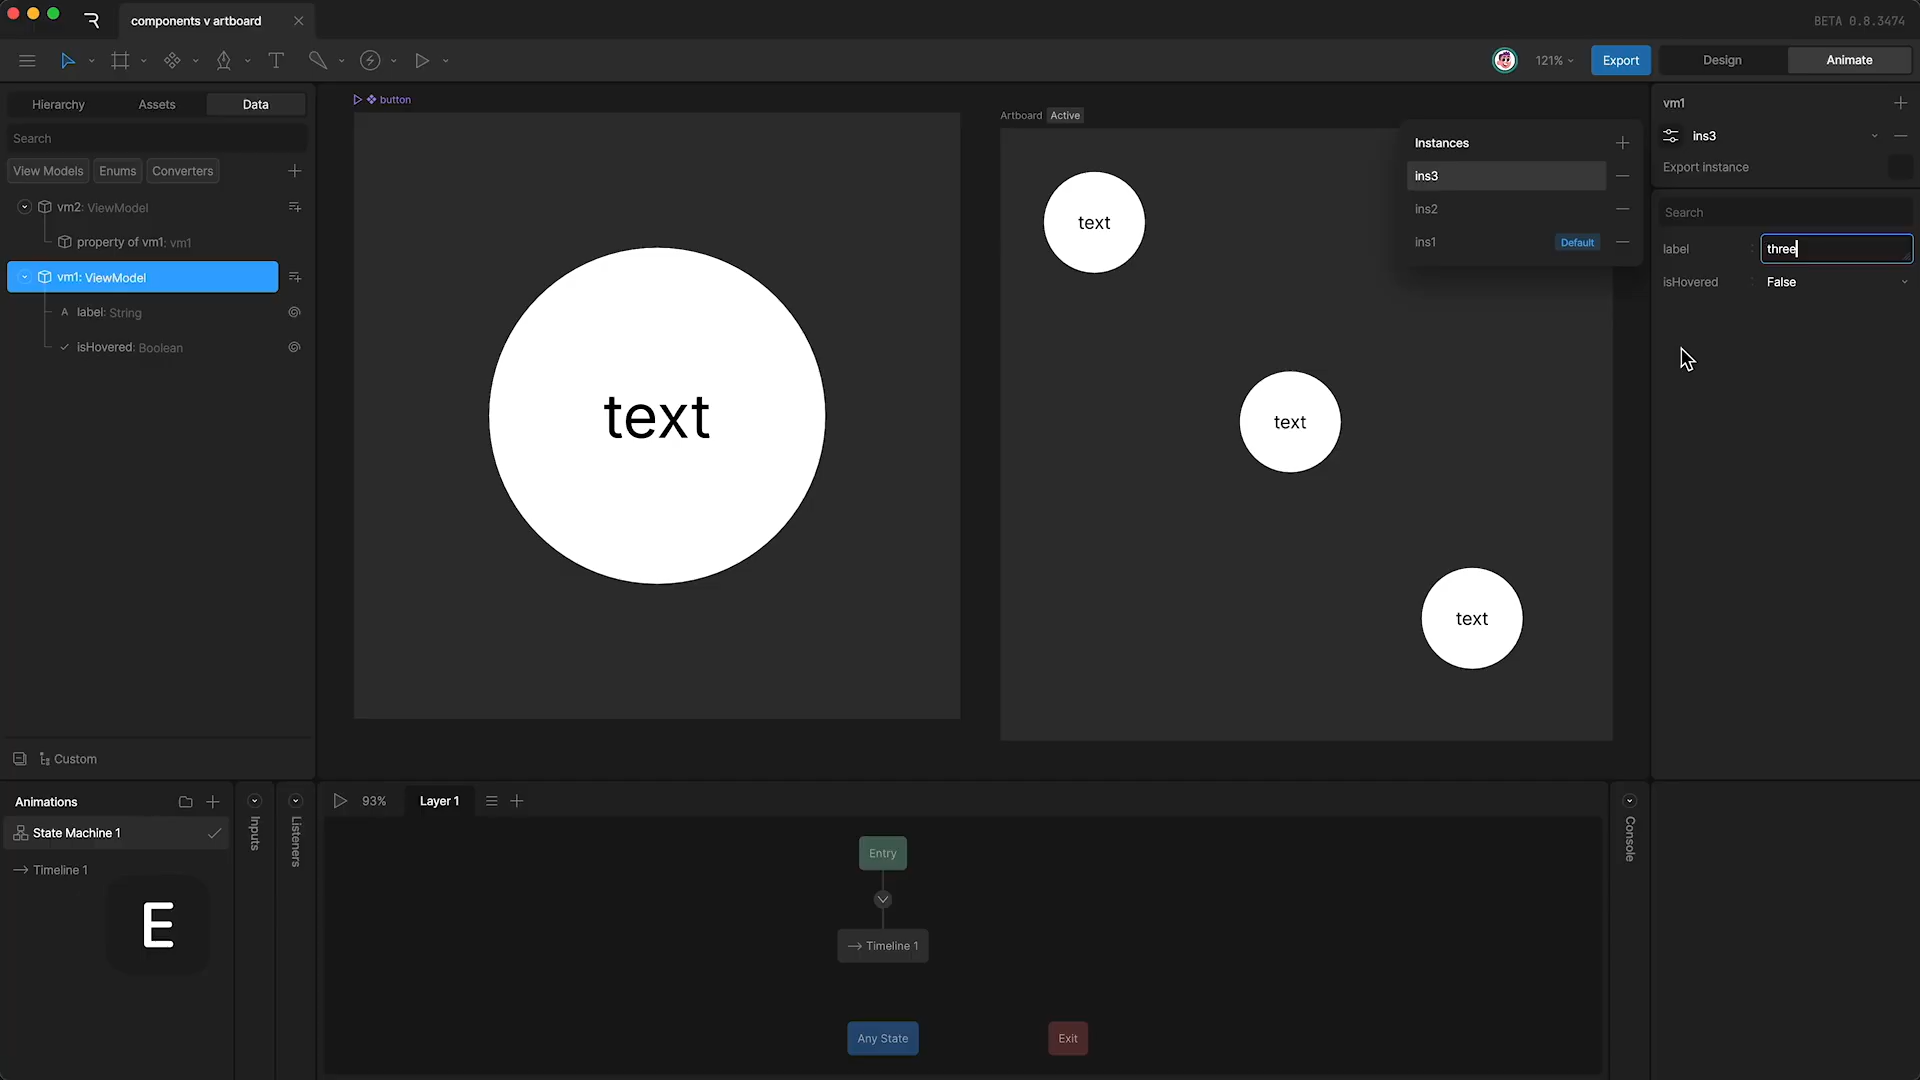 components v artboard
BETA 0.8.3474
121%
Export
Design
Animate
Hierarchy
Assets
Data
Search
View Models
Enums
Converters
vm2: ViewModel
property of vm1: vm1
vm1: ViewModel
label: String
isHovered: Boolean
Custom
button
text
Artboard
Active
text
text
text
Instances
ins3
ins2
ins1
Default
vm1
ins3
Export instance
Search
label
three
isHovered
False
Animations
State Machine 1
Timeline 1
E
Inputs
Listeners
93%
Layer 1
Entry
Timeline 1
Any State
Exit
Console